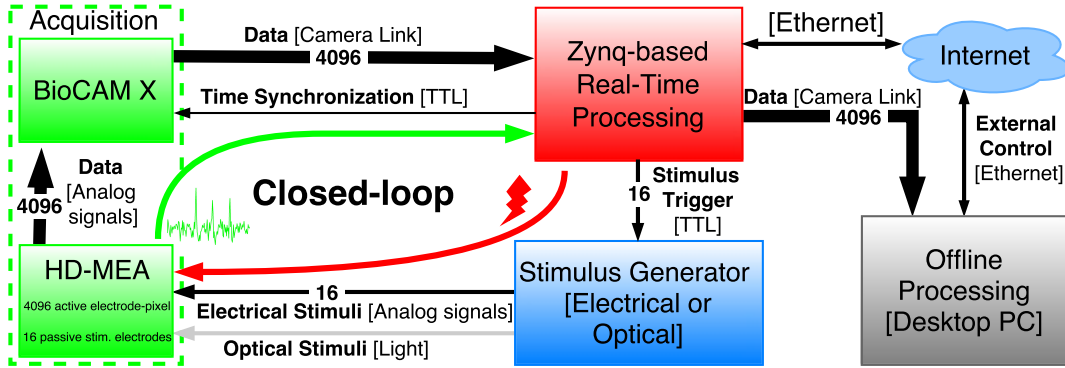 Acquisition
BioCAM X
Data [Camera Link]
4096
Time Synchronization [TTL]
Zynq-based
Real-Time
Processing
[Ethernet]
Internet
Data [Camera Link]
4096
External
Control
[Ethernet]
Data
[Analog
signals]
4096
Closed-loop
16
Stimulus
Trigger
[TTL]
HD-MEA
4096 active electrode-pixel
16 passive stim. electrodes
16
Electrical Stimuli [Analog signals]
Optical Stimuli [Light]
Stimulus Generator
[Electrical or
Optical]
Offline
Processing
[Desktop PC]